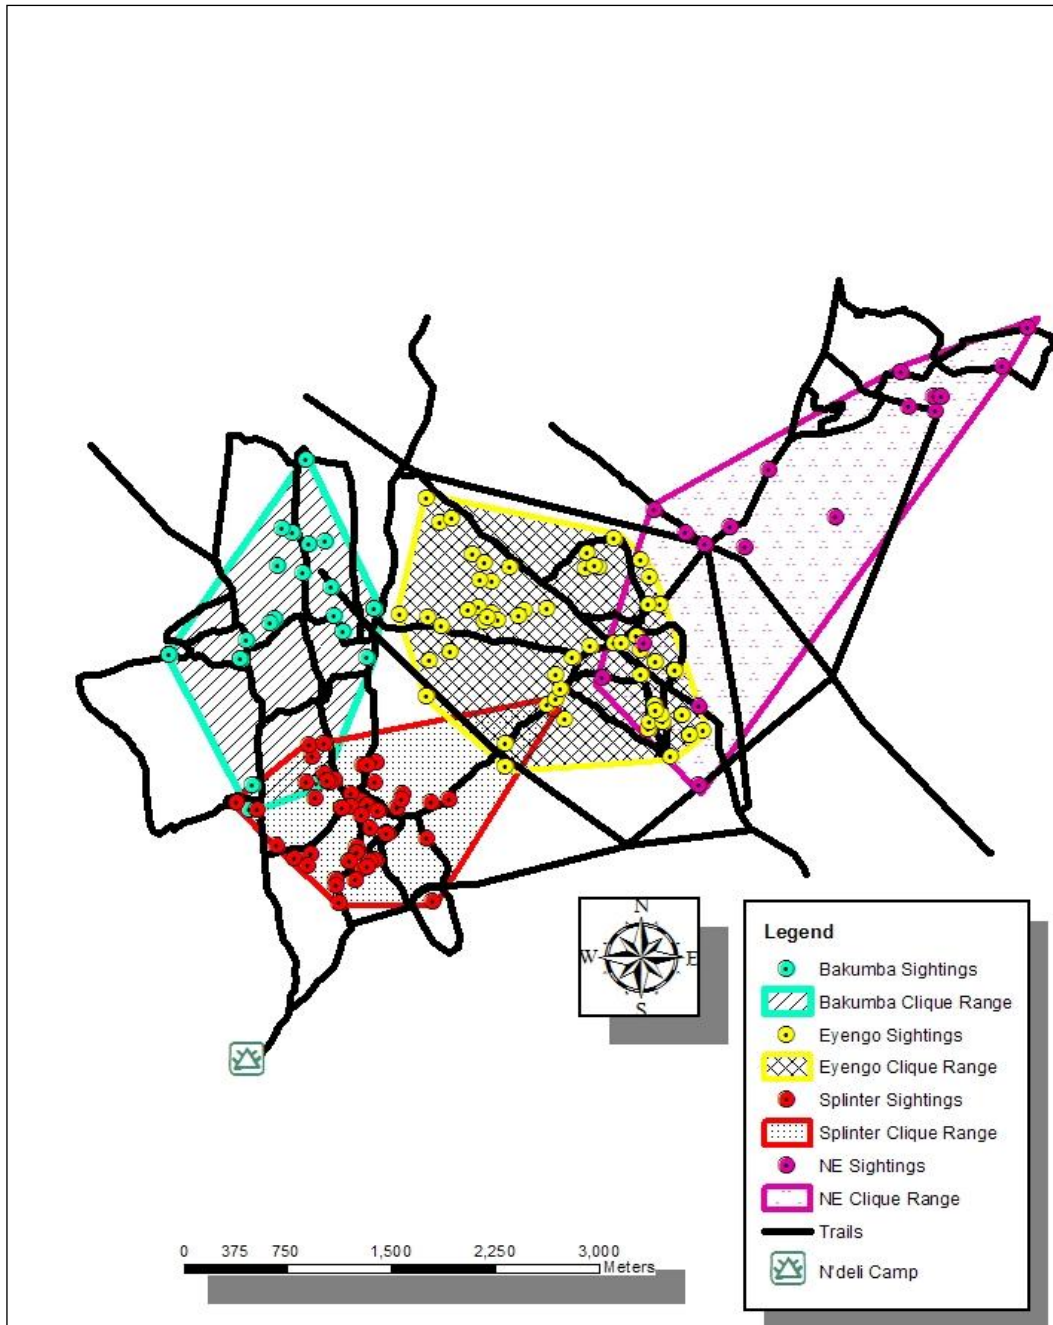 N
W E
S
Legend
Bakumba Sightings
Bakumba Clique Range
Eyengo Sightings
Eyengo Clique Range
Splinter Sightings
Splinter Clique Range
NE Sightings
NE Clique Range
Trails
N'deli Camp
0 375 750 1,500 2,250 3,000
Meters